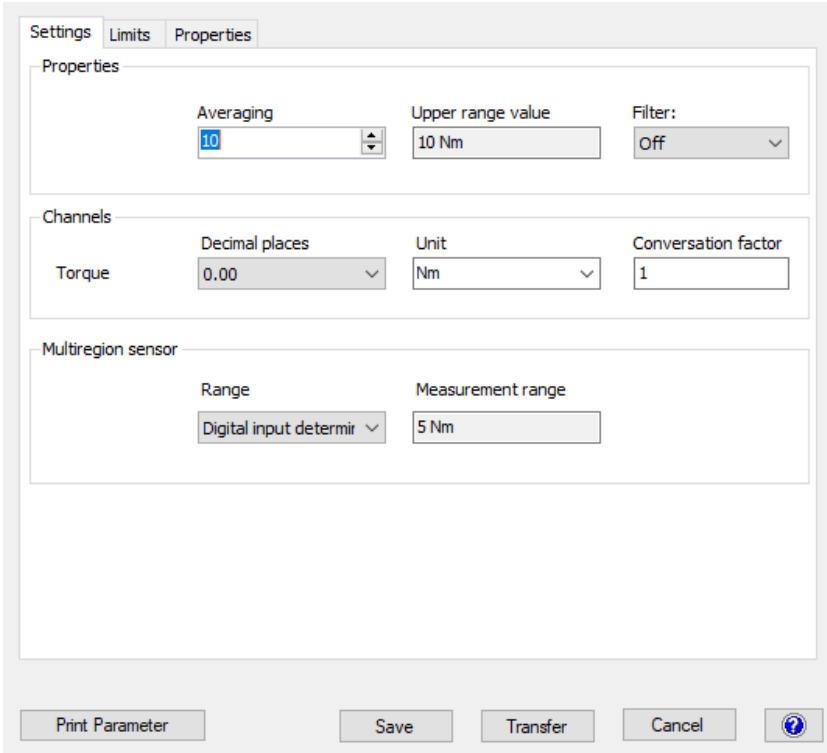 Settings Limits Properties
Properties
Averaging Upper range value Filter:
10 10 Nm Off
Channels
Decimal places Unit Conversation factor
Torque 0.00 Nm 1
Multiregion sensor
Range Measurement range
Digital input determir 5 Nm
Print Parameter Save Transfer Cancel ?